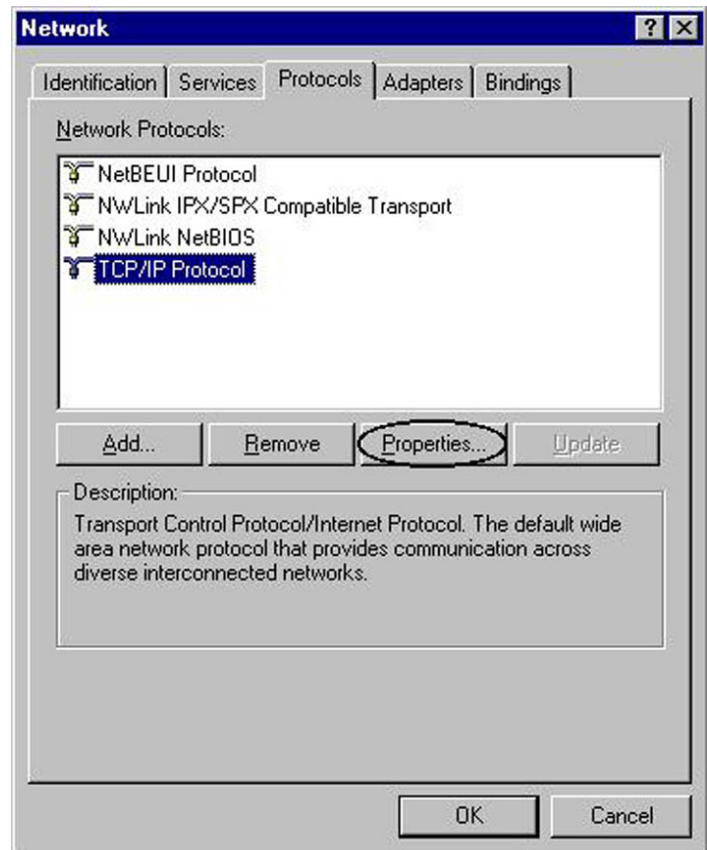 Network
Identification Services Protocols Adapters Bindings
Network Protocols:
NetBEUI Protocol
NWLink IPX/SPX Compatible Transport
NWLink NetBIOS
TCP/IP Protocol
Add... Remove Properties... Update
Description:
Transport Control Protocol/Internet Protocol. The default wide
area network protocol that provides communication across
diverse interconnected networks.
OK Cancel